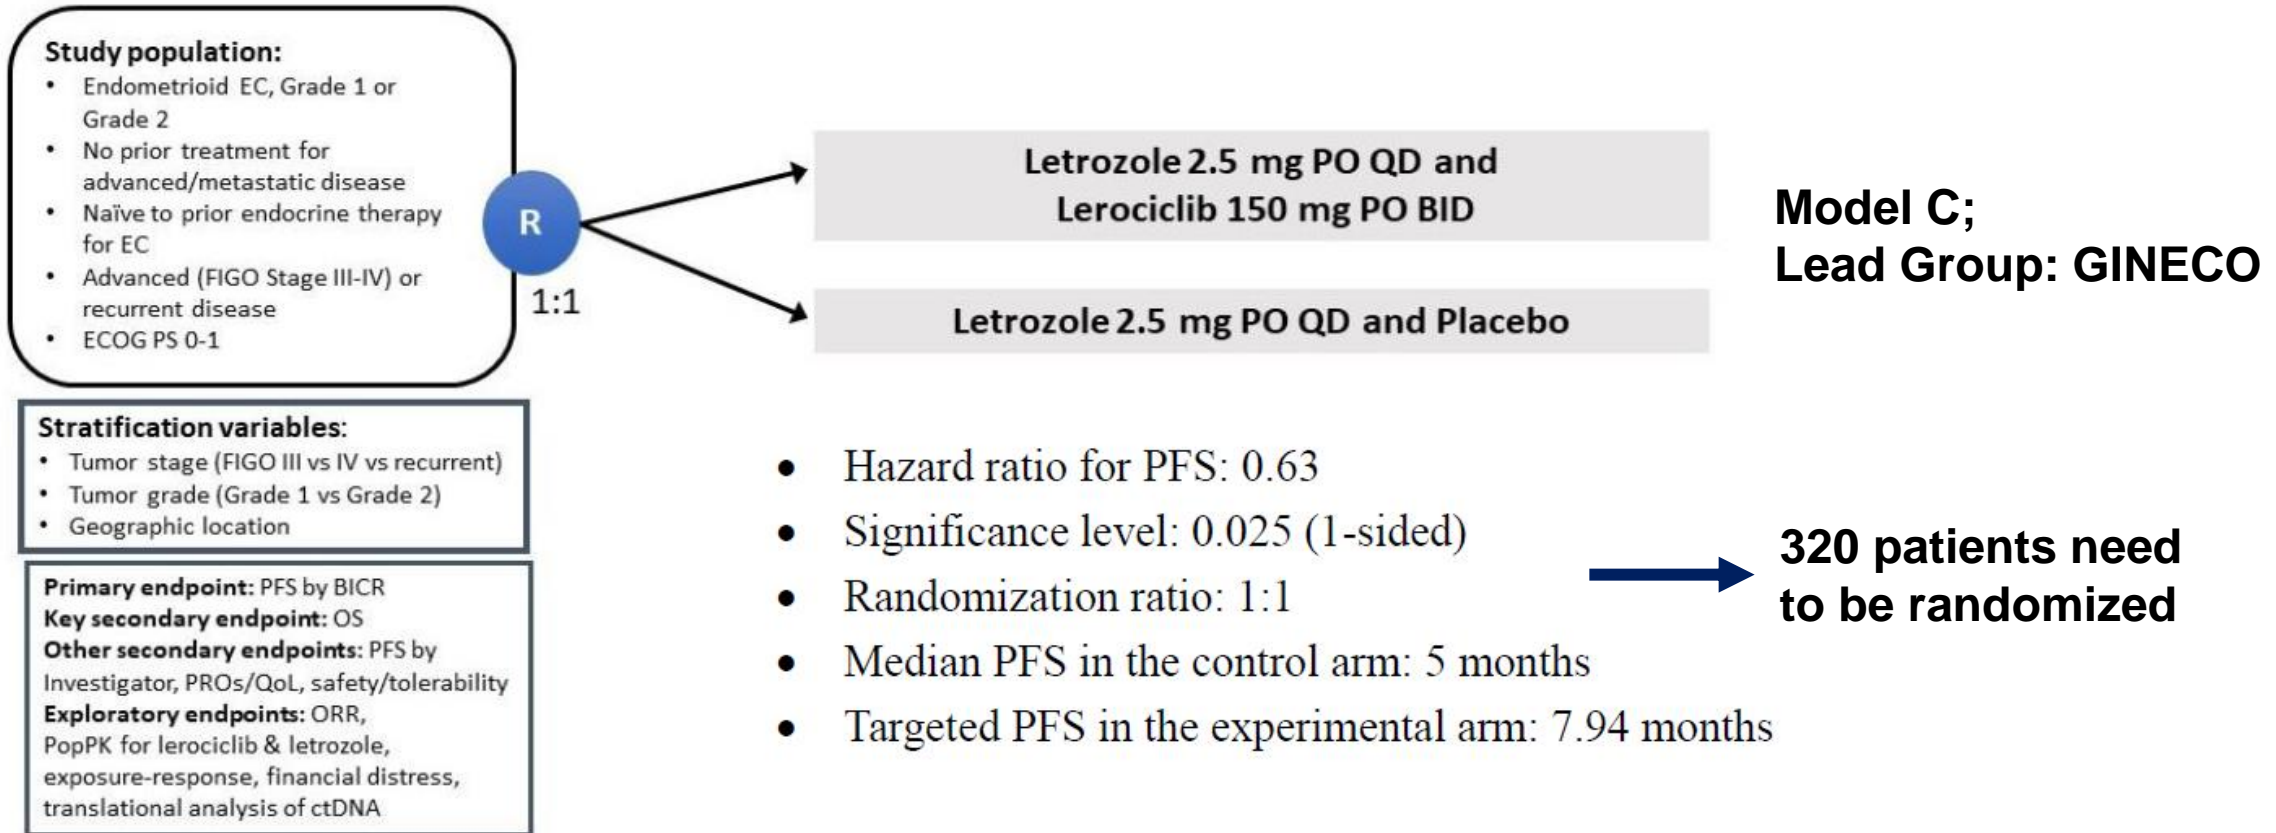 Study population:
• Endometrioid EC, Grade 1 or
Grade 2
• No prior treatment for
advanced/metastatic disease
• Naïve to prior endocrine therapy
for EC
• Advanced (FIGO Stage III-IV) or
recurrent disease
• ECOG PS 0-1
R
1:1
Letrozole 2.5 mg PO QD and
Lerociclib 150 mg PO BID
Letrozole 2.5 mg PO QD and Placebo
Model C;
Lead Group: GINECO
Stratification variables:
• Tumor stage (FIGO III vs IV vs recurrent)
• Tumor grade (Grade 1 vs Grade 2)
• Geographic location
Primary endpoint: PFS by BICR
Key secondary endpoint: OS
Other secondary endpoints: PFS by
Investigator, PROs/QoL, safety/tolerability
Exploratory endpoints: ORR,
PopPK for lerociclib & letrozole,
exposure-response, financial distress,
translational analysis of ctDNA
• Hazard ratio for PFS: 0.63
• Significance level: 0.025 (1-sided)
• Randomization ratio: 1:1
• Median PFS in the control arm: 5 months
• Targeted PFS in the experimental arm: 7.94 months
320 patients need
to be randomized